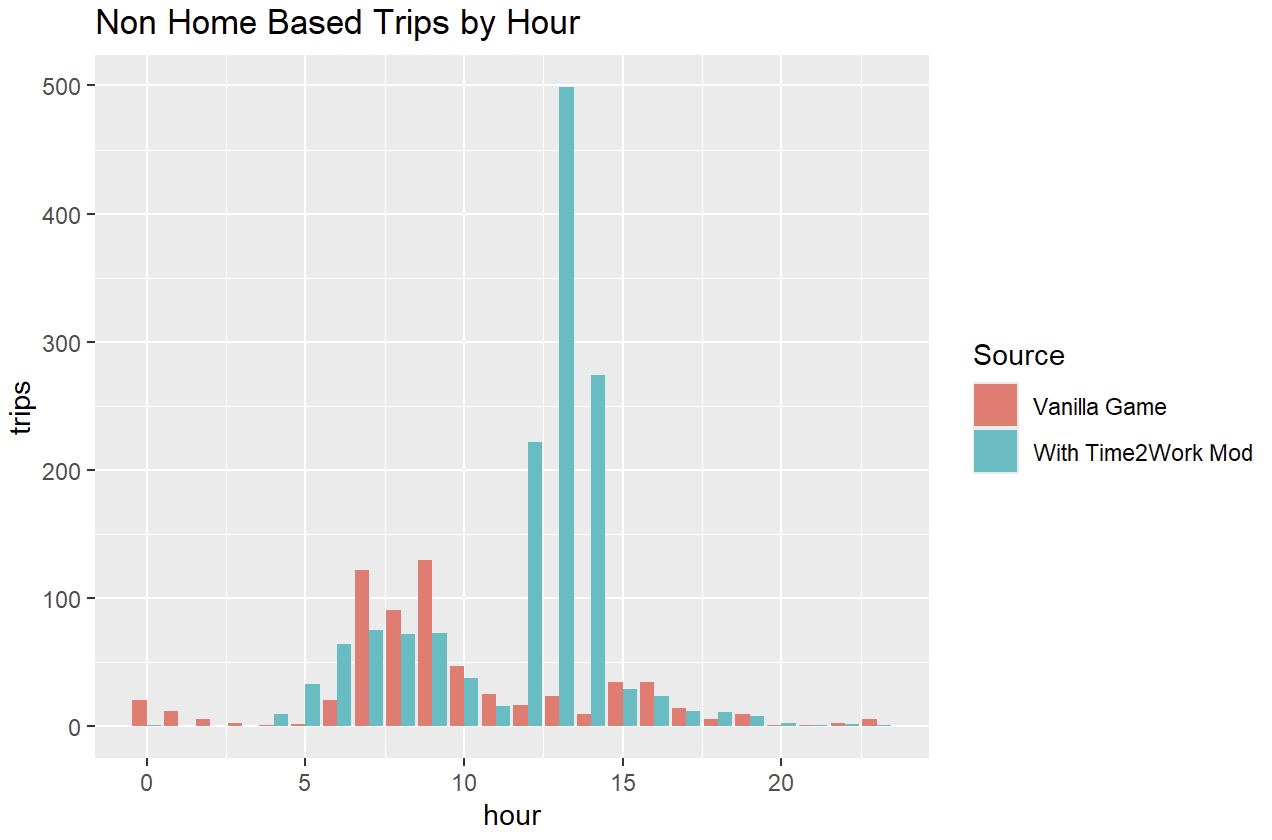 Non Home Based Trips by Hour
500
400
300
200
100
0
trips
0 5 10 15 20
hour
Source
Vanilla Game
With Time2Work Mod